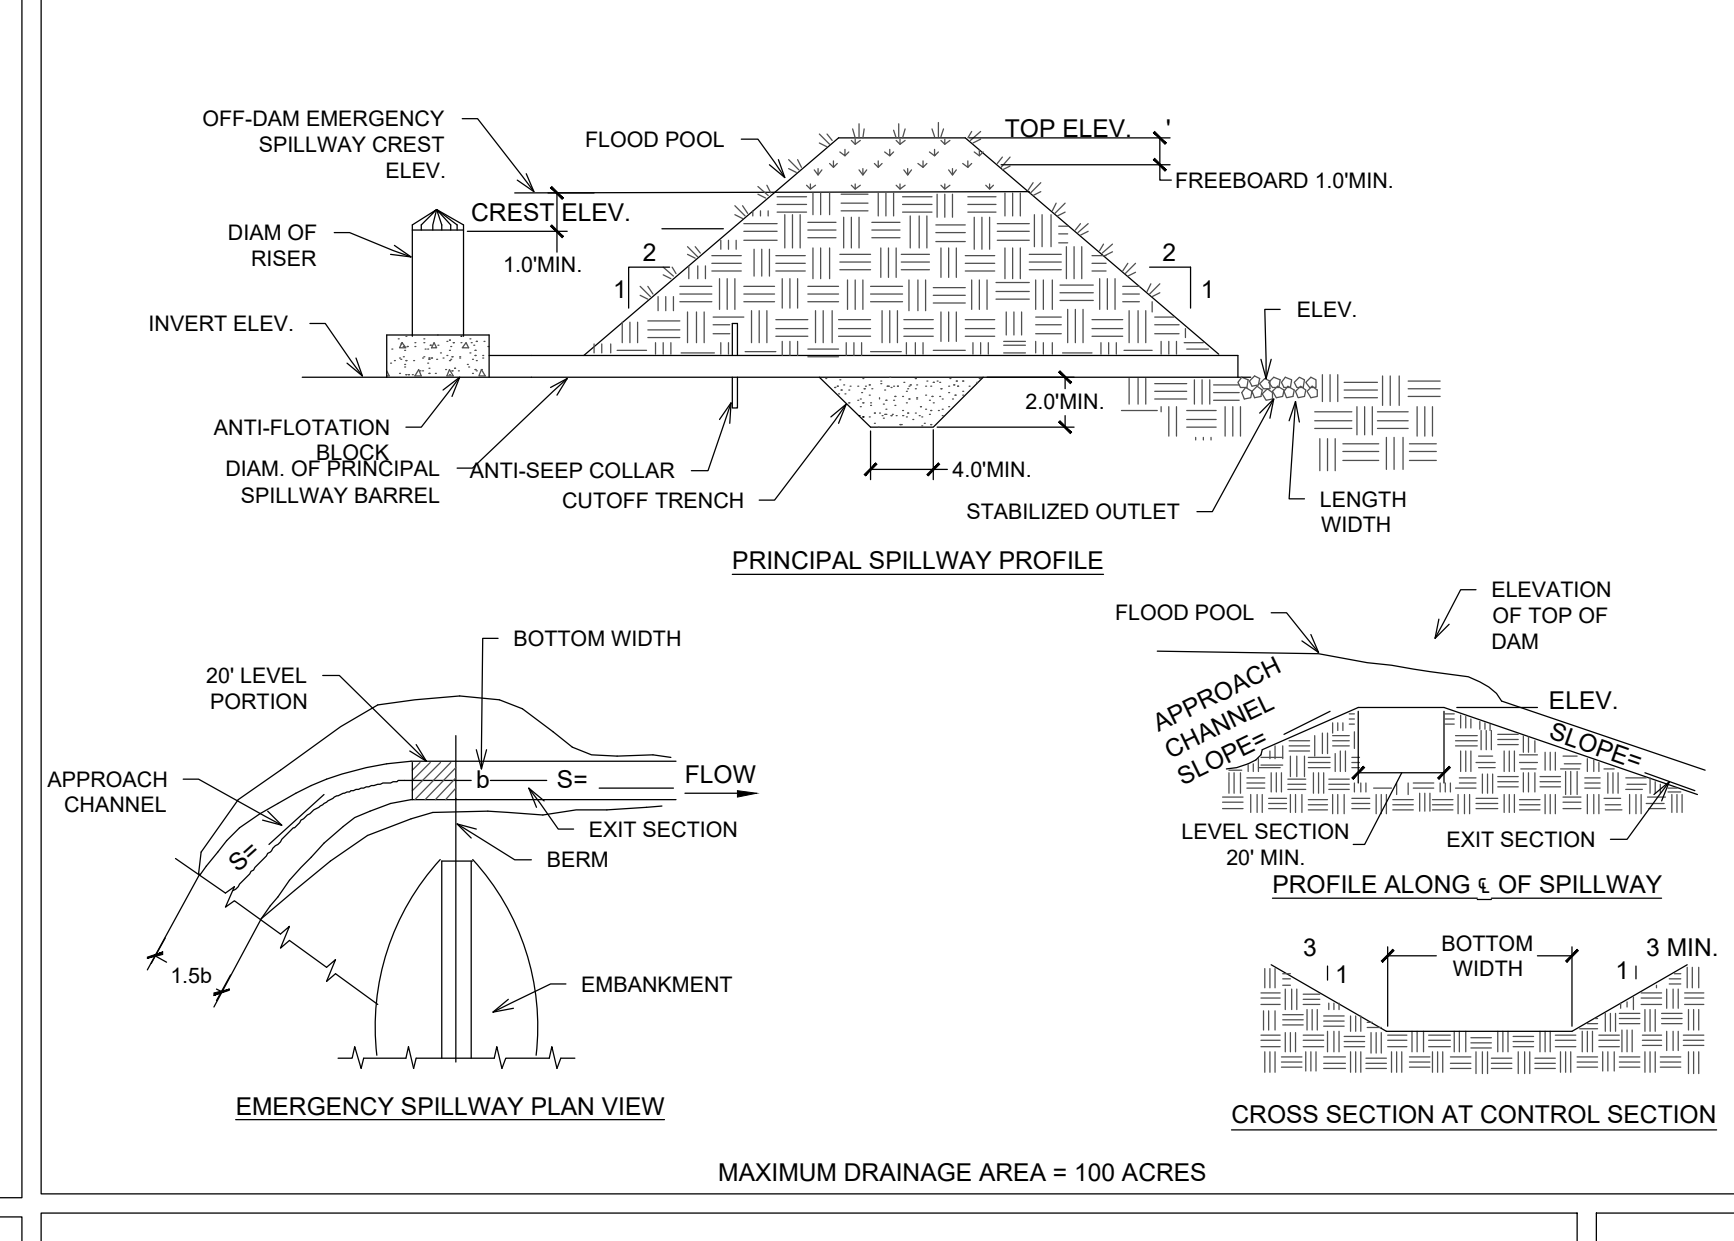 OFF-DAM EMERGENCY
SPILLWAY CREST
ELEV.
FLOOD POOL
TOP ELEV. '
FREEBOARD 1.0'MIN.
CREST ELEV.
1.0'MIN.
DIAM OF
RISER
2
1
2
1
INVERT ELEV.
ELEV.
ANTI-FLOTATION
BLOCK
DIAM. OF PRINCIPAL
SPILLWAY BARREL
ANTI-SEEP COLLAR
CUTOFF TRENCH
2.0'MIN.
4.0'MIN.
STABILIZED OUTLET
LENGTH
WIDTH
PRINCIPAL SPILLWAY PROFILE
BOTTOM WIDTH
20' LEVEL
PORTION
APPROACH
CHANNEL
b
S=
FLOW
S=
EXIT SECTION
BERM
1.5b
EMBANKMENT
EMERGENCY SPILLWAY PLAN VIEW
FLOOD POOL
ELEVATION
OF TOP OF
DAM
APPROACH
CHANNEL
SLOPE=
ELEV.
SLOPE=
LEVEL SECTION
20' MIN.
EXIT SECTION
PROFILE ALONG ℄ OF SPILLWAY
3
1
BOTTOM
WIDTH
3 MIN.
1
CROSS SECTION AT CONTROL SECTION
MAXIMUM DRAINAGE AREA = 100 ACRES